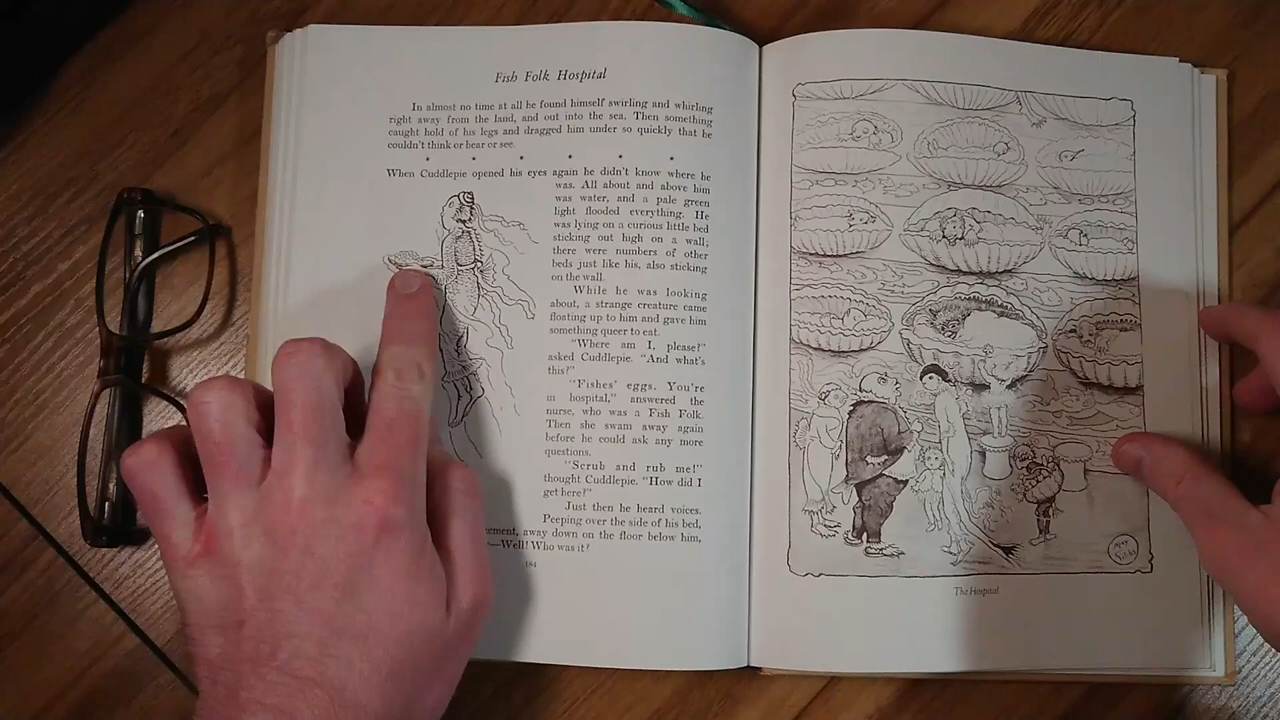 Fish Folk Hospital
In almost no time at all he found himself swirling and whirling
right away from the land, and out into the sea. Then something
caught hold of his legs and dragged him under so quickly that he
couldn't think or hear or see.
* * * * * *
When Cuddlepie opened his eyes again he didn't know where he
was. All about and above him
was water, and a pale green
light flooded everything. He
was lying on a curious little bed
sticking out high on a wall;
there were numbers of other
beds just like his, also sticking
on the wall.
While he was looking
about, a strange creature came
floating up to him and gave him
something queer to eat.
"Where am I, please?"
asked Cuddlepie. "And what's
this?"
"Fishes' eggs. You're
in hospital," answered the
nurse, who was a Fish Folk.
Then she swam away again
before he could ask any more
questions.
"Scrub and rub me!"
thought Cuddlepie. "How did I
get here?"
Just then he heard voices.
Peeping over the side of his bed,
away down on the floor below him,
—Well! Who was it?
184
May
Gibbs
The Hospital